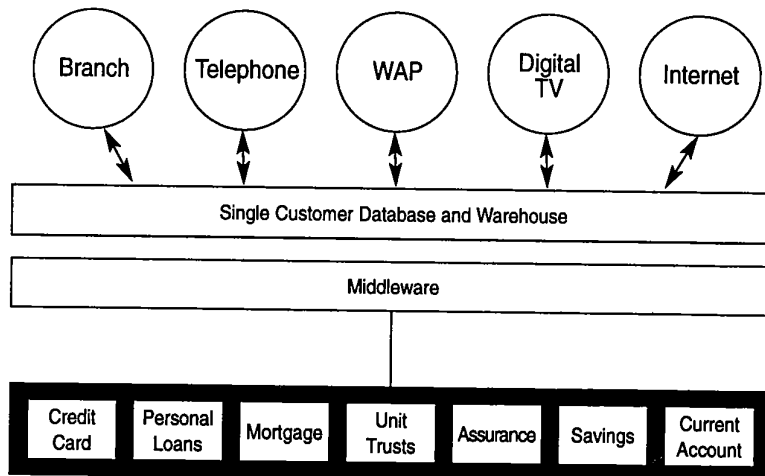 Branch
Telephone
WAP
Digital
TV
Internet
Single Customer Database and Warehouse
Middleware
Credit
Card
Personal
Loans
Mortgage
Unit
Trusts
Assurance
Savings
Current
Account